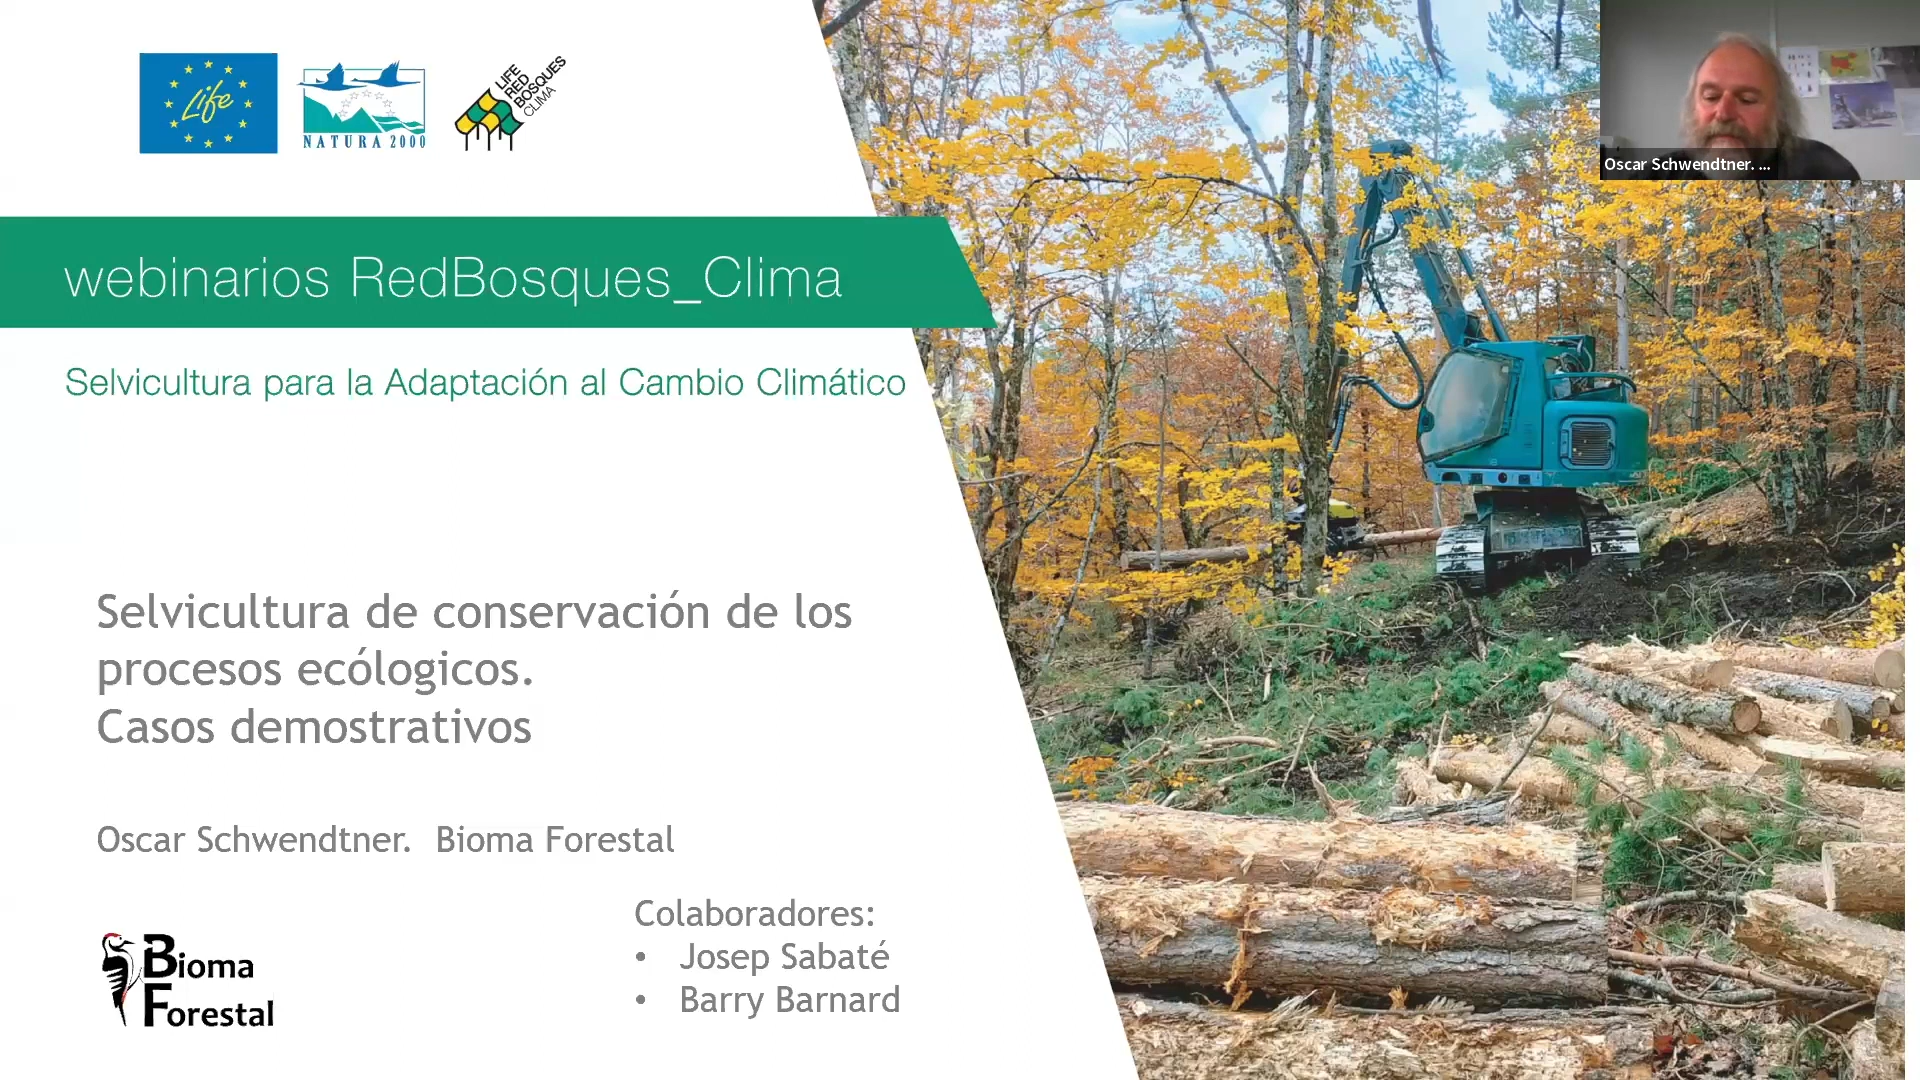 Life
NATURA 2000
LIFE
RED
BOSQUES
CLIMA
Oscar Schwendtner. ...
webinarios RedBosques_Clima
Selvicultura para la Adaptación al Cambio Climático
Selvicultura de conservación de los
procesos ecólogicos.
Casos demostrativos
Oscar Schwendtner. Bioma Forestal
Colaboradores:
• Josep Sabaté
• Barry Barnard
Bioma
Forestal